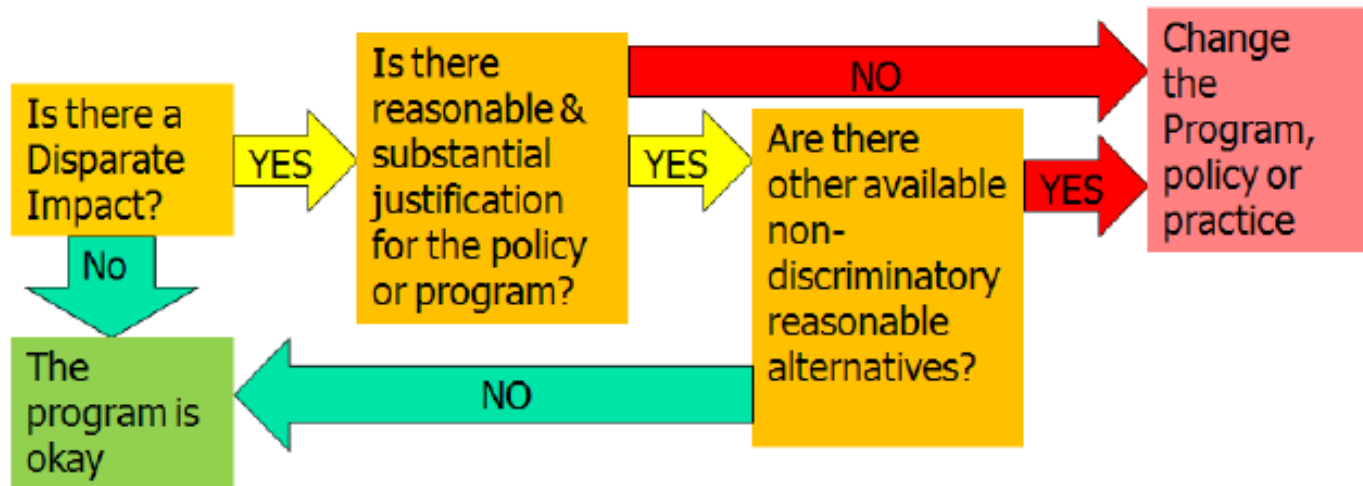 Is there a
Disparate
Impact?
YES
Is there
reasonable &
substantial
justification
for the policy
or program?
NO
YES
Are there
other available
non-
discriminatory
reasonable
alternatives?
YES
Change
the
Program,
policy or
practice
No
The
program is
okay
NO